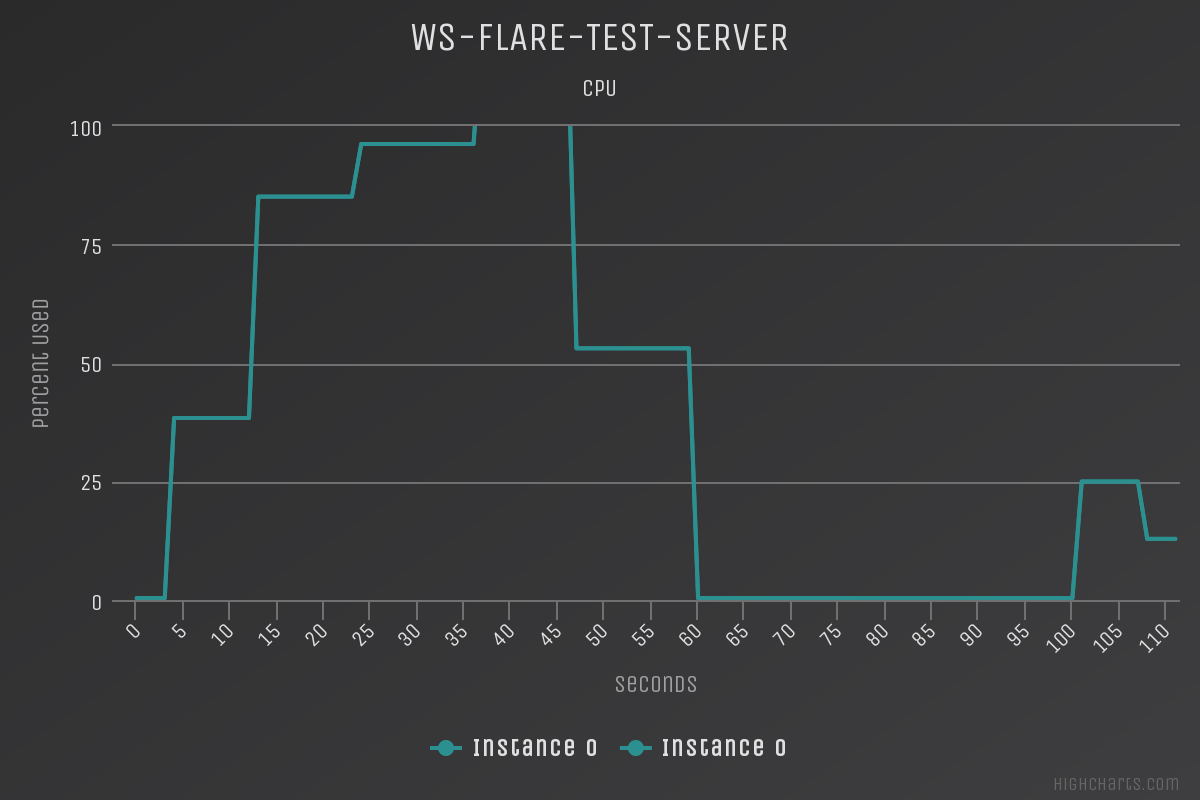 WS-FLARE-TEST-SERVER
CPU
100
75
50
25
0
Percent Used
0 5 10 15 20 25 30 35 40 45 50 55 60 65 70 75 80 85 90 95 100 105 110
Seconds
Instance 0 Instance 0
Highcharts.com